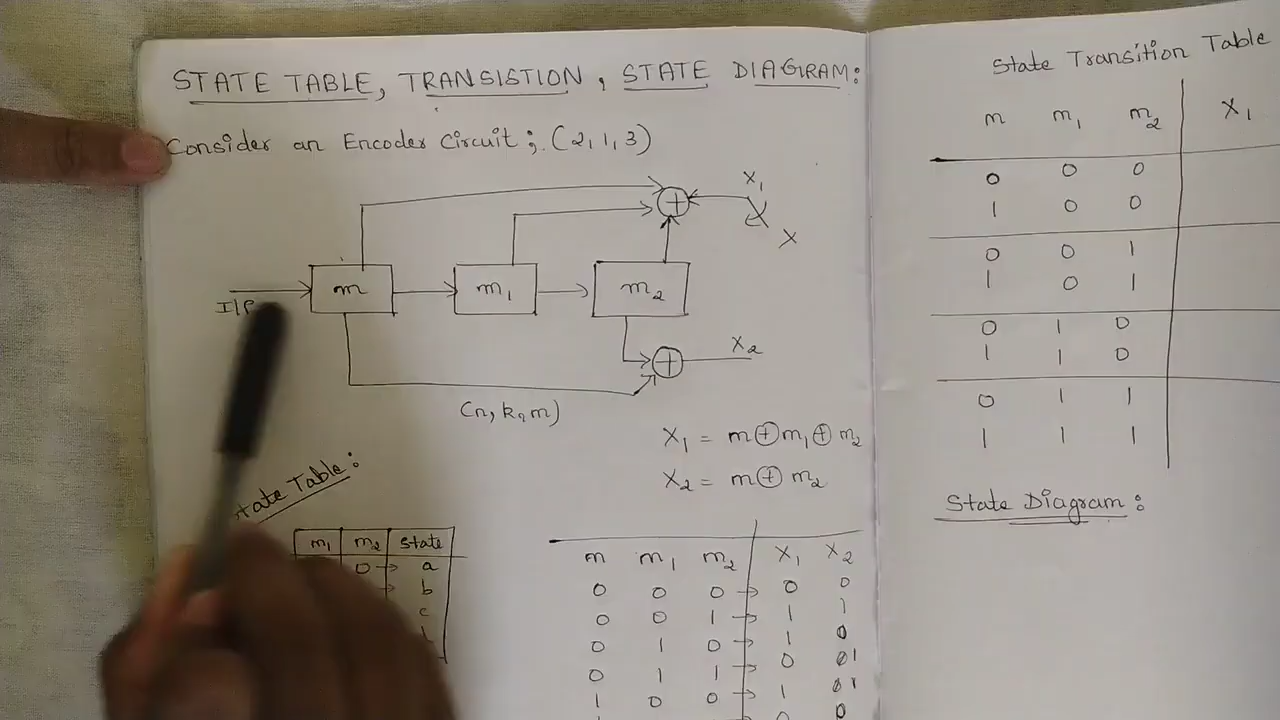 STATE TABLE, TRANSISTION, STATE DIAGRAM:
Consider an Encoder Circuit; (2,1,3)
X₁
X
I/P
m
m₁
m₂
X₂
(n, k, m)
X₁ = m⊕m₁⊕m₂
X₂ = m⊕m₂
State Table:
m₁ m₂ State
0 → a
→ b
c
m m₁ m₂ X₁ X₂
0 0 0 → 0 0
0 0 1 → 1 1
0 1 0 → 1 0
0 1 1 → 0 1
1 0 0 → 1 1
0
State Transition Table
m m₁ m₂ X₁
0 0 0
1 0 0
0 0 1
1 0 1
0 1 0
1 1 0
0 1 1
1 1 1
State Diagram: